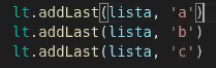 lt.addLast(lista, 'a')
lt.addLast(lista, 'b')
lt.addLast(lista, 'c')